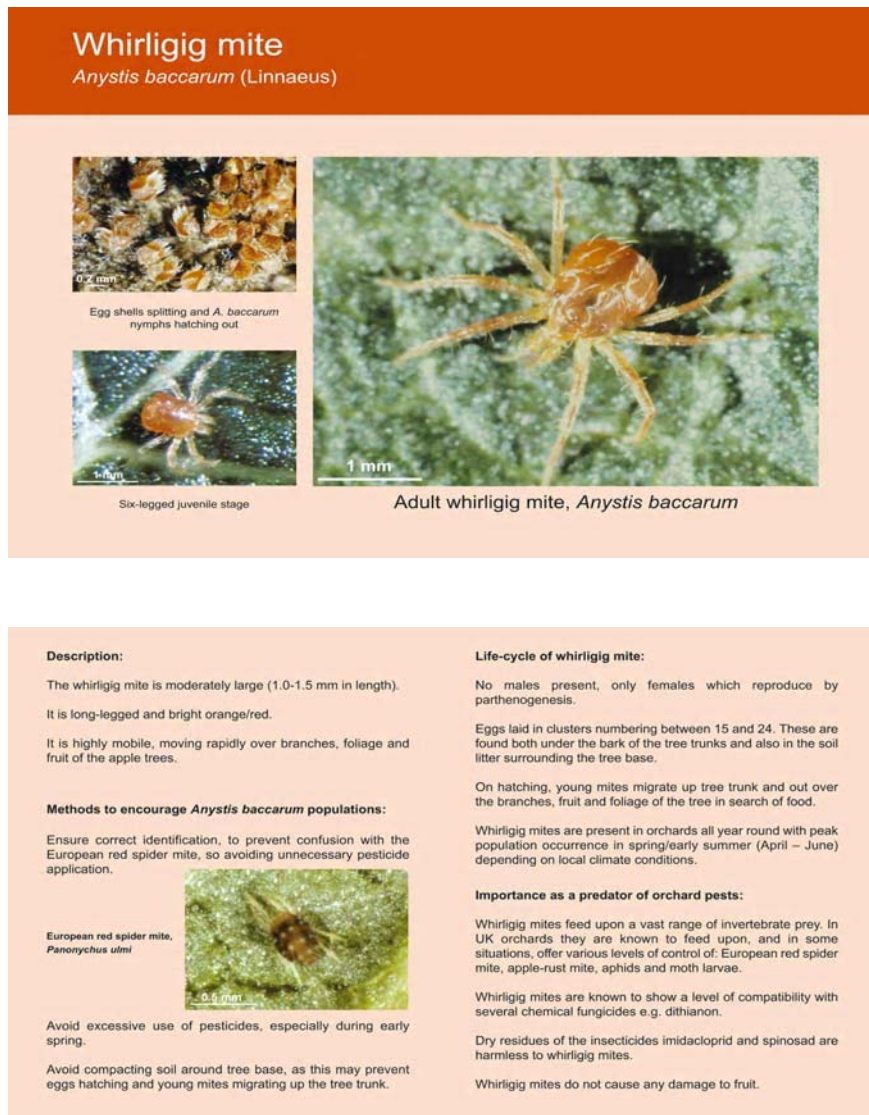 Whirligig mite
Anystis baccarum (Linnaeus)
0.2 mm
Egg shells splitting and A. baccarum
nymphs hatching out
1 mm
Six-legged juvenile stage
1 mm
Adult whirligig mite, Anystis baccarum
Description:
The whirligig mite is moderately large (1.0-1.5 mm in length).
It is long-legged and bright orange/red.
It is highly mobile, moving rapidly over branches, foliage and
fruit of the apple trees.
Methods to encourage Anystis baccarum populations:
Ensure correct identification, to prevent confusion with the
European red spider mite, so avoiding unnecessary pesticide
application.
European red spider mite,
Panonychus ulmi
0.5 mm
Avoid excessive use of pesticides, especially during early
spring.
Avoid compacting soil around tree base, as this may prevent
eggs hatching and young mites migrating up the tree trunk.
Life-cycle of whirligig mite:
No males present, only females which reproduce by
parthenogenesis.
Eggs laid in clusters numbering between 15 and 24. These are
found both under the bark of the tree trunks and also in the soil
litter surrounding the tree base.
On hatching, young mites migrate up tree trunk and out over
the branches, fruit and foliage of the tree in search of food.
Whirligig mites are present in orchards all year round with peak
population occurrence in spring/early summer (April – June)
depending on local climate conditions.
Importance as a predator of orchard pests:
Whirligig mites feed upon a vast range of invertebrate prey. In
UK orchards they are known to feed upon, and in some
situations, offer various levels of control of: European red spider
mite, apple-rust mite, aphids and moth larvae.
Whirligig mites are known to show a level of compatibility with
several chemical fungicides e.g. dithianon.
Dry residues of the insecticides imidacloprid and spinosad are
harmless to whirligig mites.
Whirligig mites do not cause any damage to fruit.